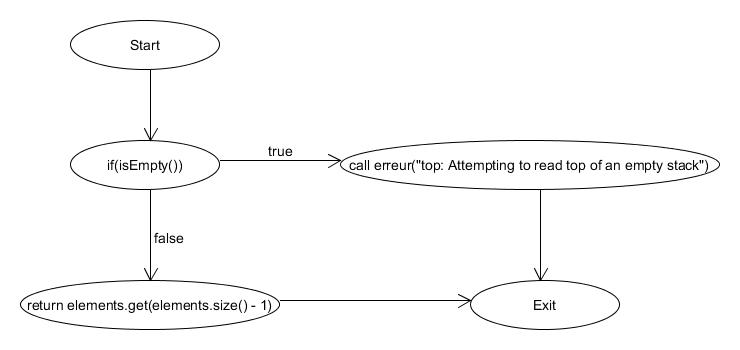 Start
if(isEmpty())
true
call erreur("top: Attempting to read top of an empty stack")
false
return elements.get(elements.size() - 1)
Exit